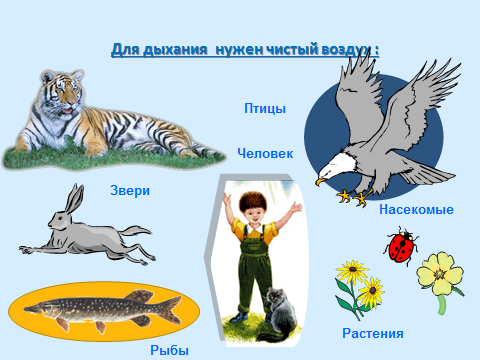 Для дыхания нужен чистый воздух :
Птицы
Человек
Звери
Насекомые
Растения
Рыбы